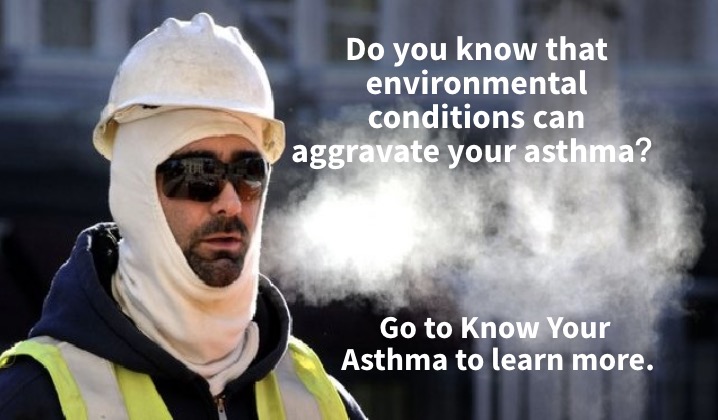 Do you know that
environmental
conditions can
aggravate your asthma?
Go to Know Your
Asthma to learn more.